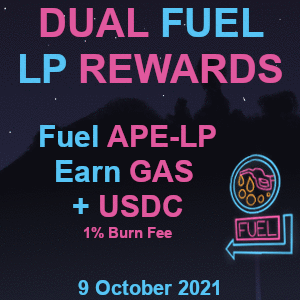 DUAL FUEL
LP REWARDS
Fuel APE-LP
Earn GAS
+ USDC
1% Burn Fee
FUEL
9 October 2021